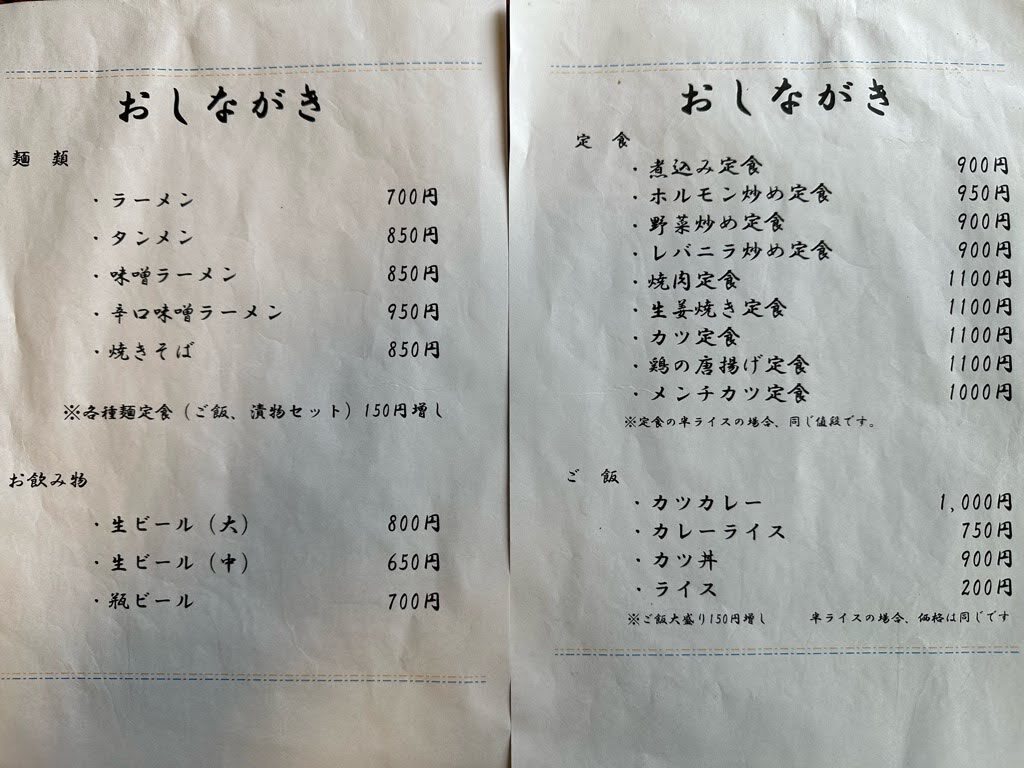 おしながき
麺類
・ラーメン 700円
・タンメン 850円
・味噌ラーメン 850円
・辛口味噌ラーメン 950円
・焼きそば 850円
※各種麺定食（ご飯、漬物セット）150円増し
お飲み物
・生ビール（大） 800円
・生ビール（中） 650円
・瓶ビール 700円
おしながき
定食
・煮込み定食 900円
・ホルモン炒め定食 950円
・野菜炒め定食 900円
・レバニラ炒め定食 900円
・焼肉定食 1100円
・生姜焼き定食 1100円
・カツ定食 1100円
・鶏の唐揚げ定食 1100円
・メンチカツ定食 1000円
※定食の半ライスの場合、同じ値段です。
ご飯
・カツカレー 1,000円
・カレーライス 750円
・カツ丼 900円
・ライス 200円
※ご飯大盛り150円増し 半ライスの場合、価格は同じです